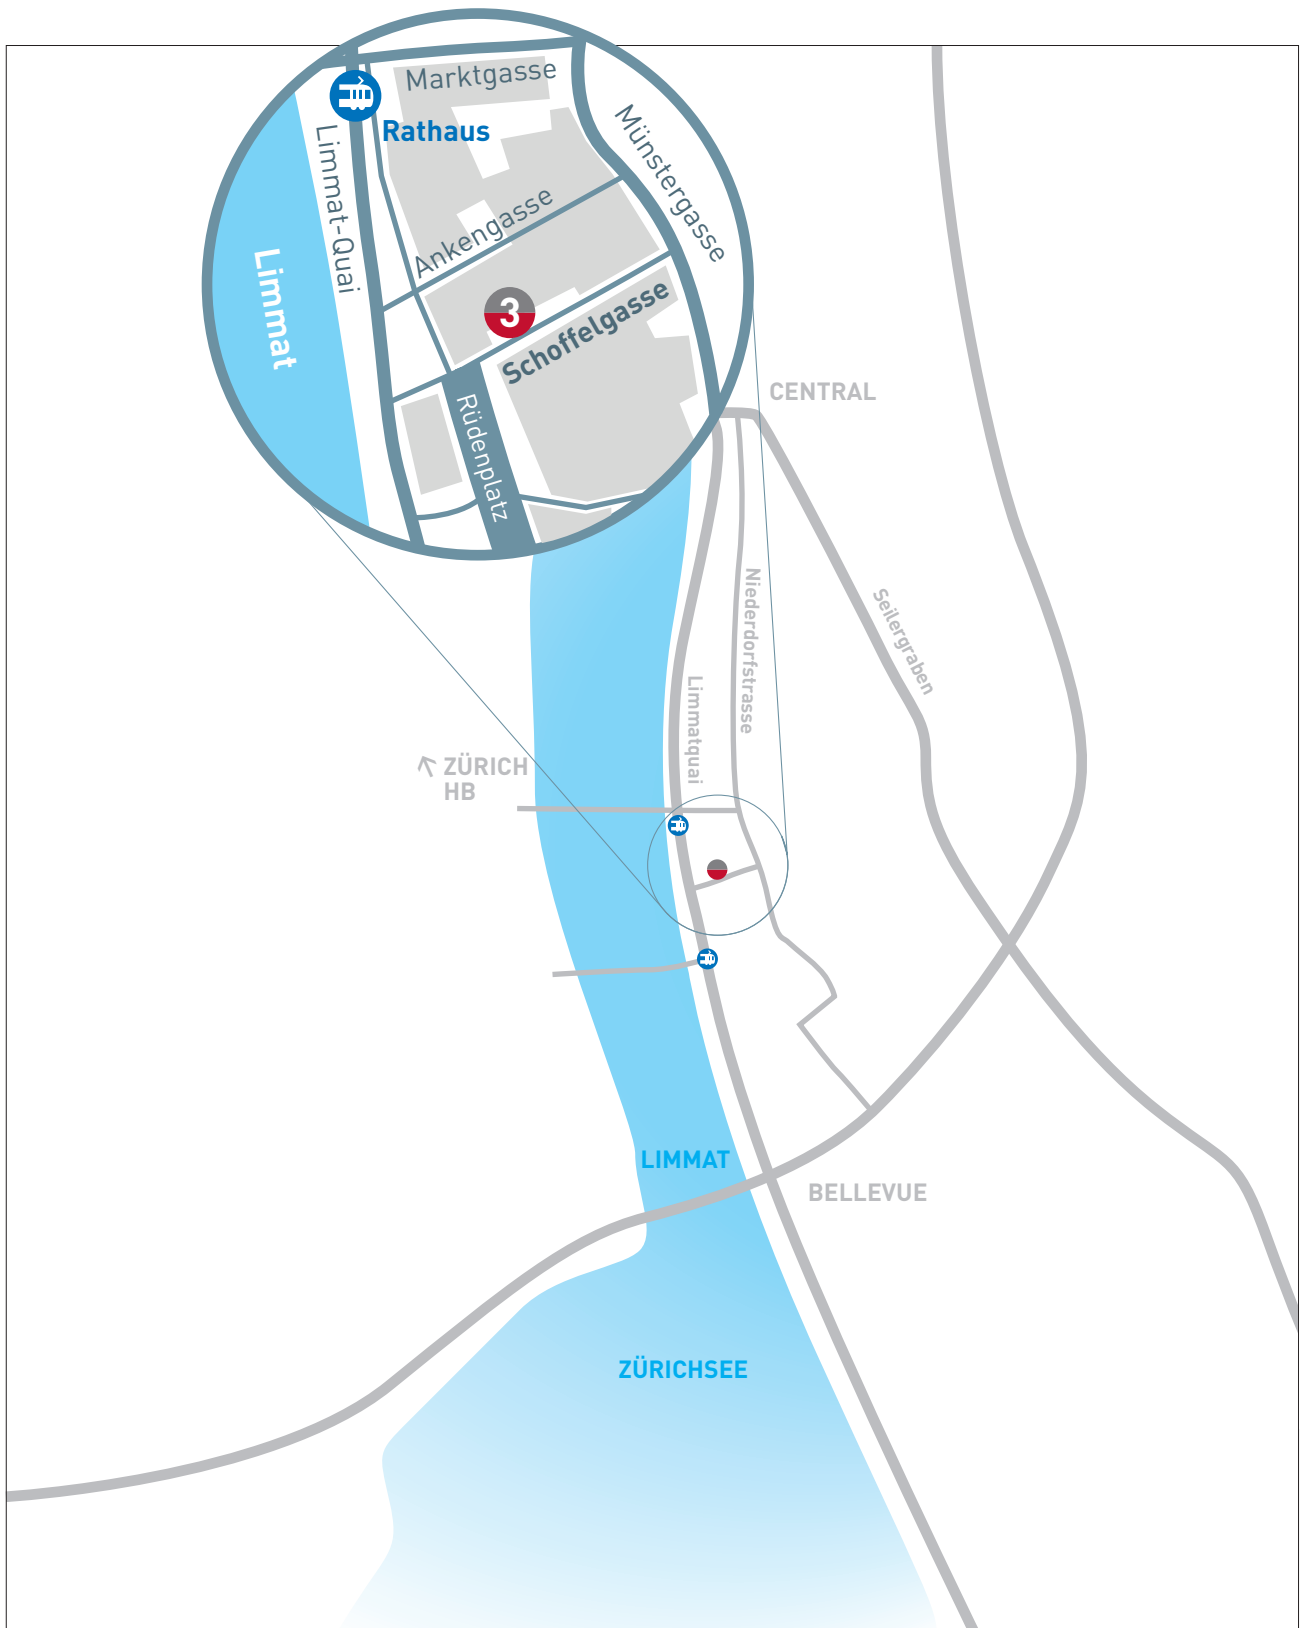 Marktgasse
Rathaus
Münstergasse
Limmat-Quai
Ankengasse
Limmat
3
Schoffelgasse
Rüdenplatz
CENTRAL
Niederdorfstrasse
Seilergraben
Limmatquai
ZÜRICH
HB
LIMMAT
BELLEVUE
ZÜRICHSEE